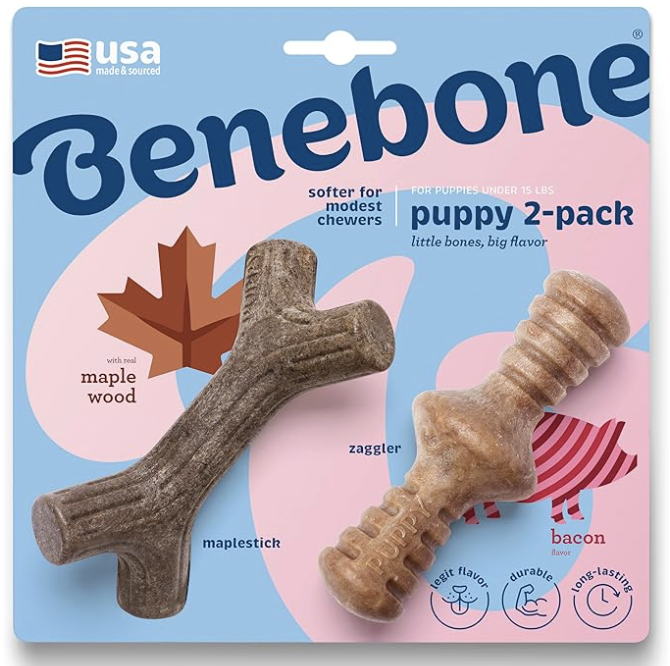 usa
made & sourced
®
Benebone
softer for
modest
chewers
FOR PUPPIES UNDER 15 LBS
puppy 2-pack
little bones, big flavor
with real
maple
wood
zaggler
maplestick
PUPPY
bacon
flavor
legit flavor
durable
long-lasting